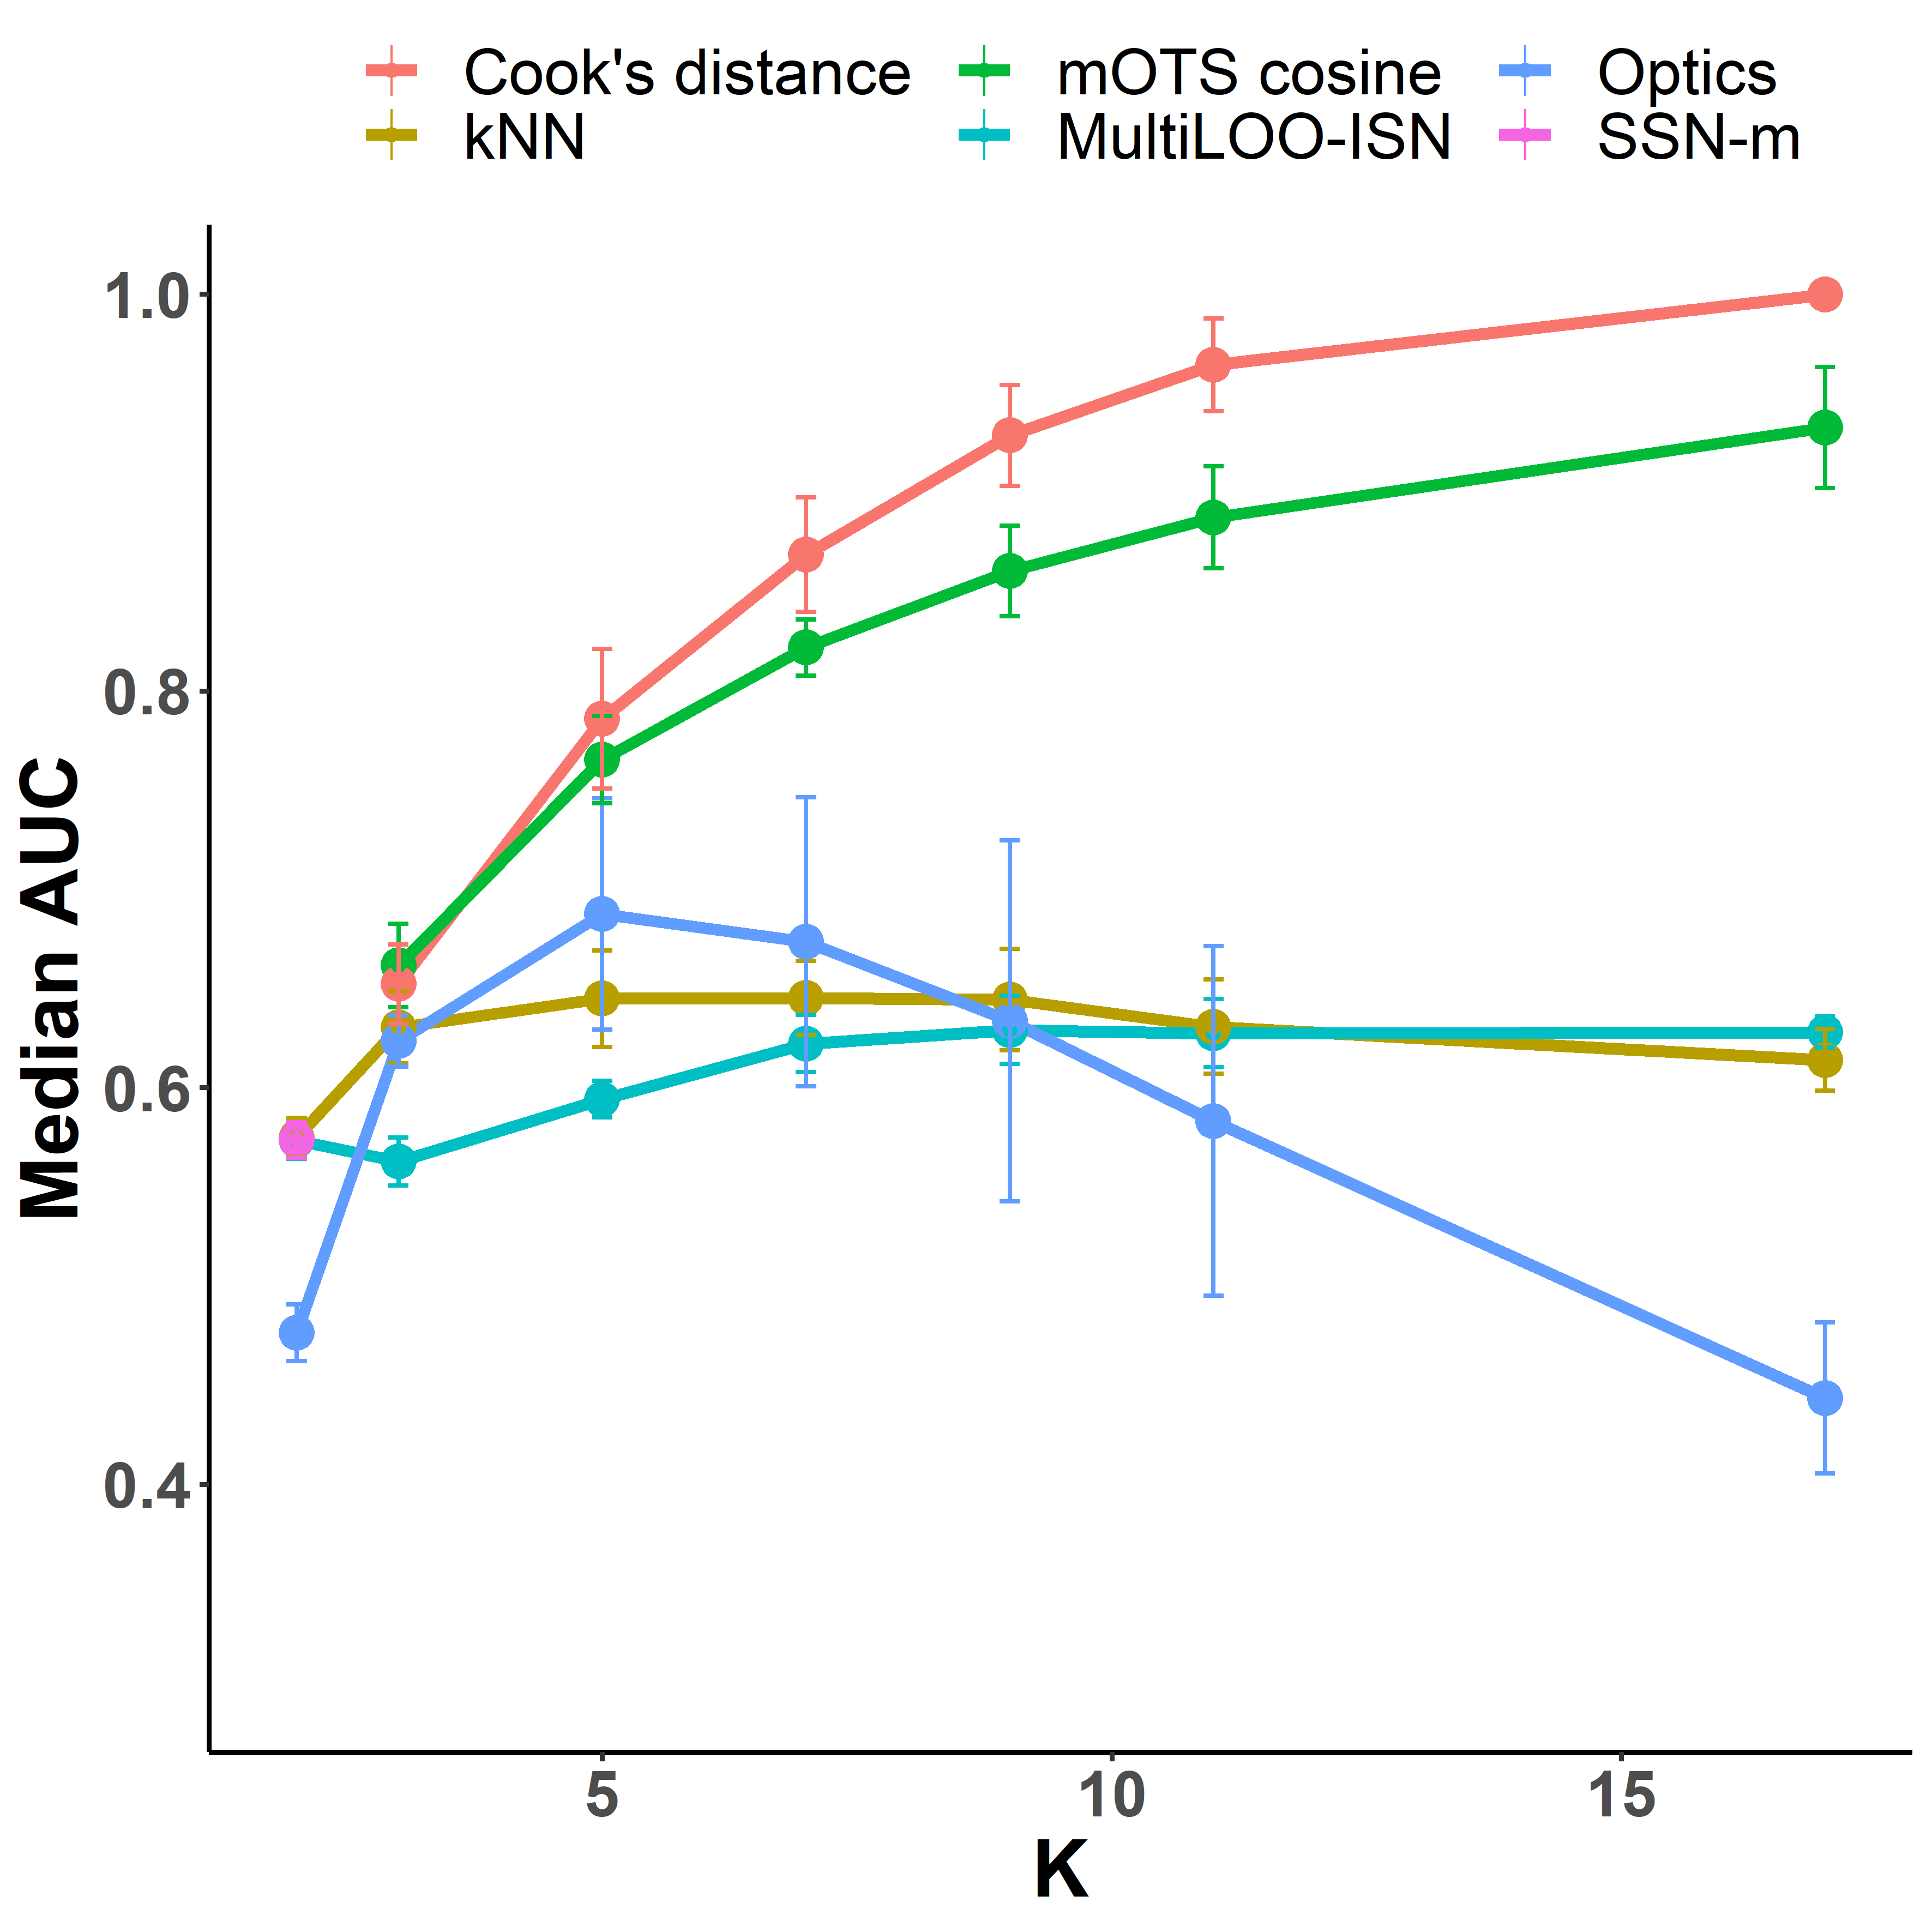 Cook's distance mOTS cosine Optics
kNN MultiLOO-ISN SSN-m
1.0
0.8
0.6
0.4
Median AUC
5 10 15
K